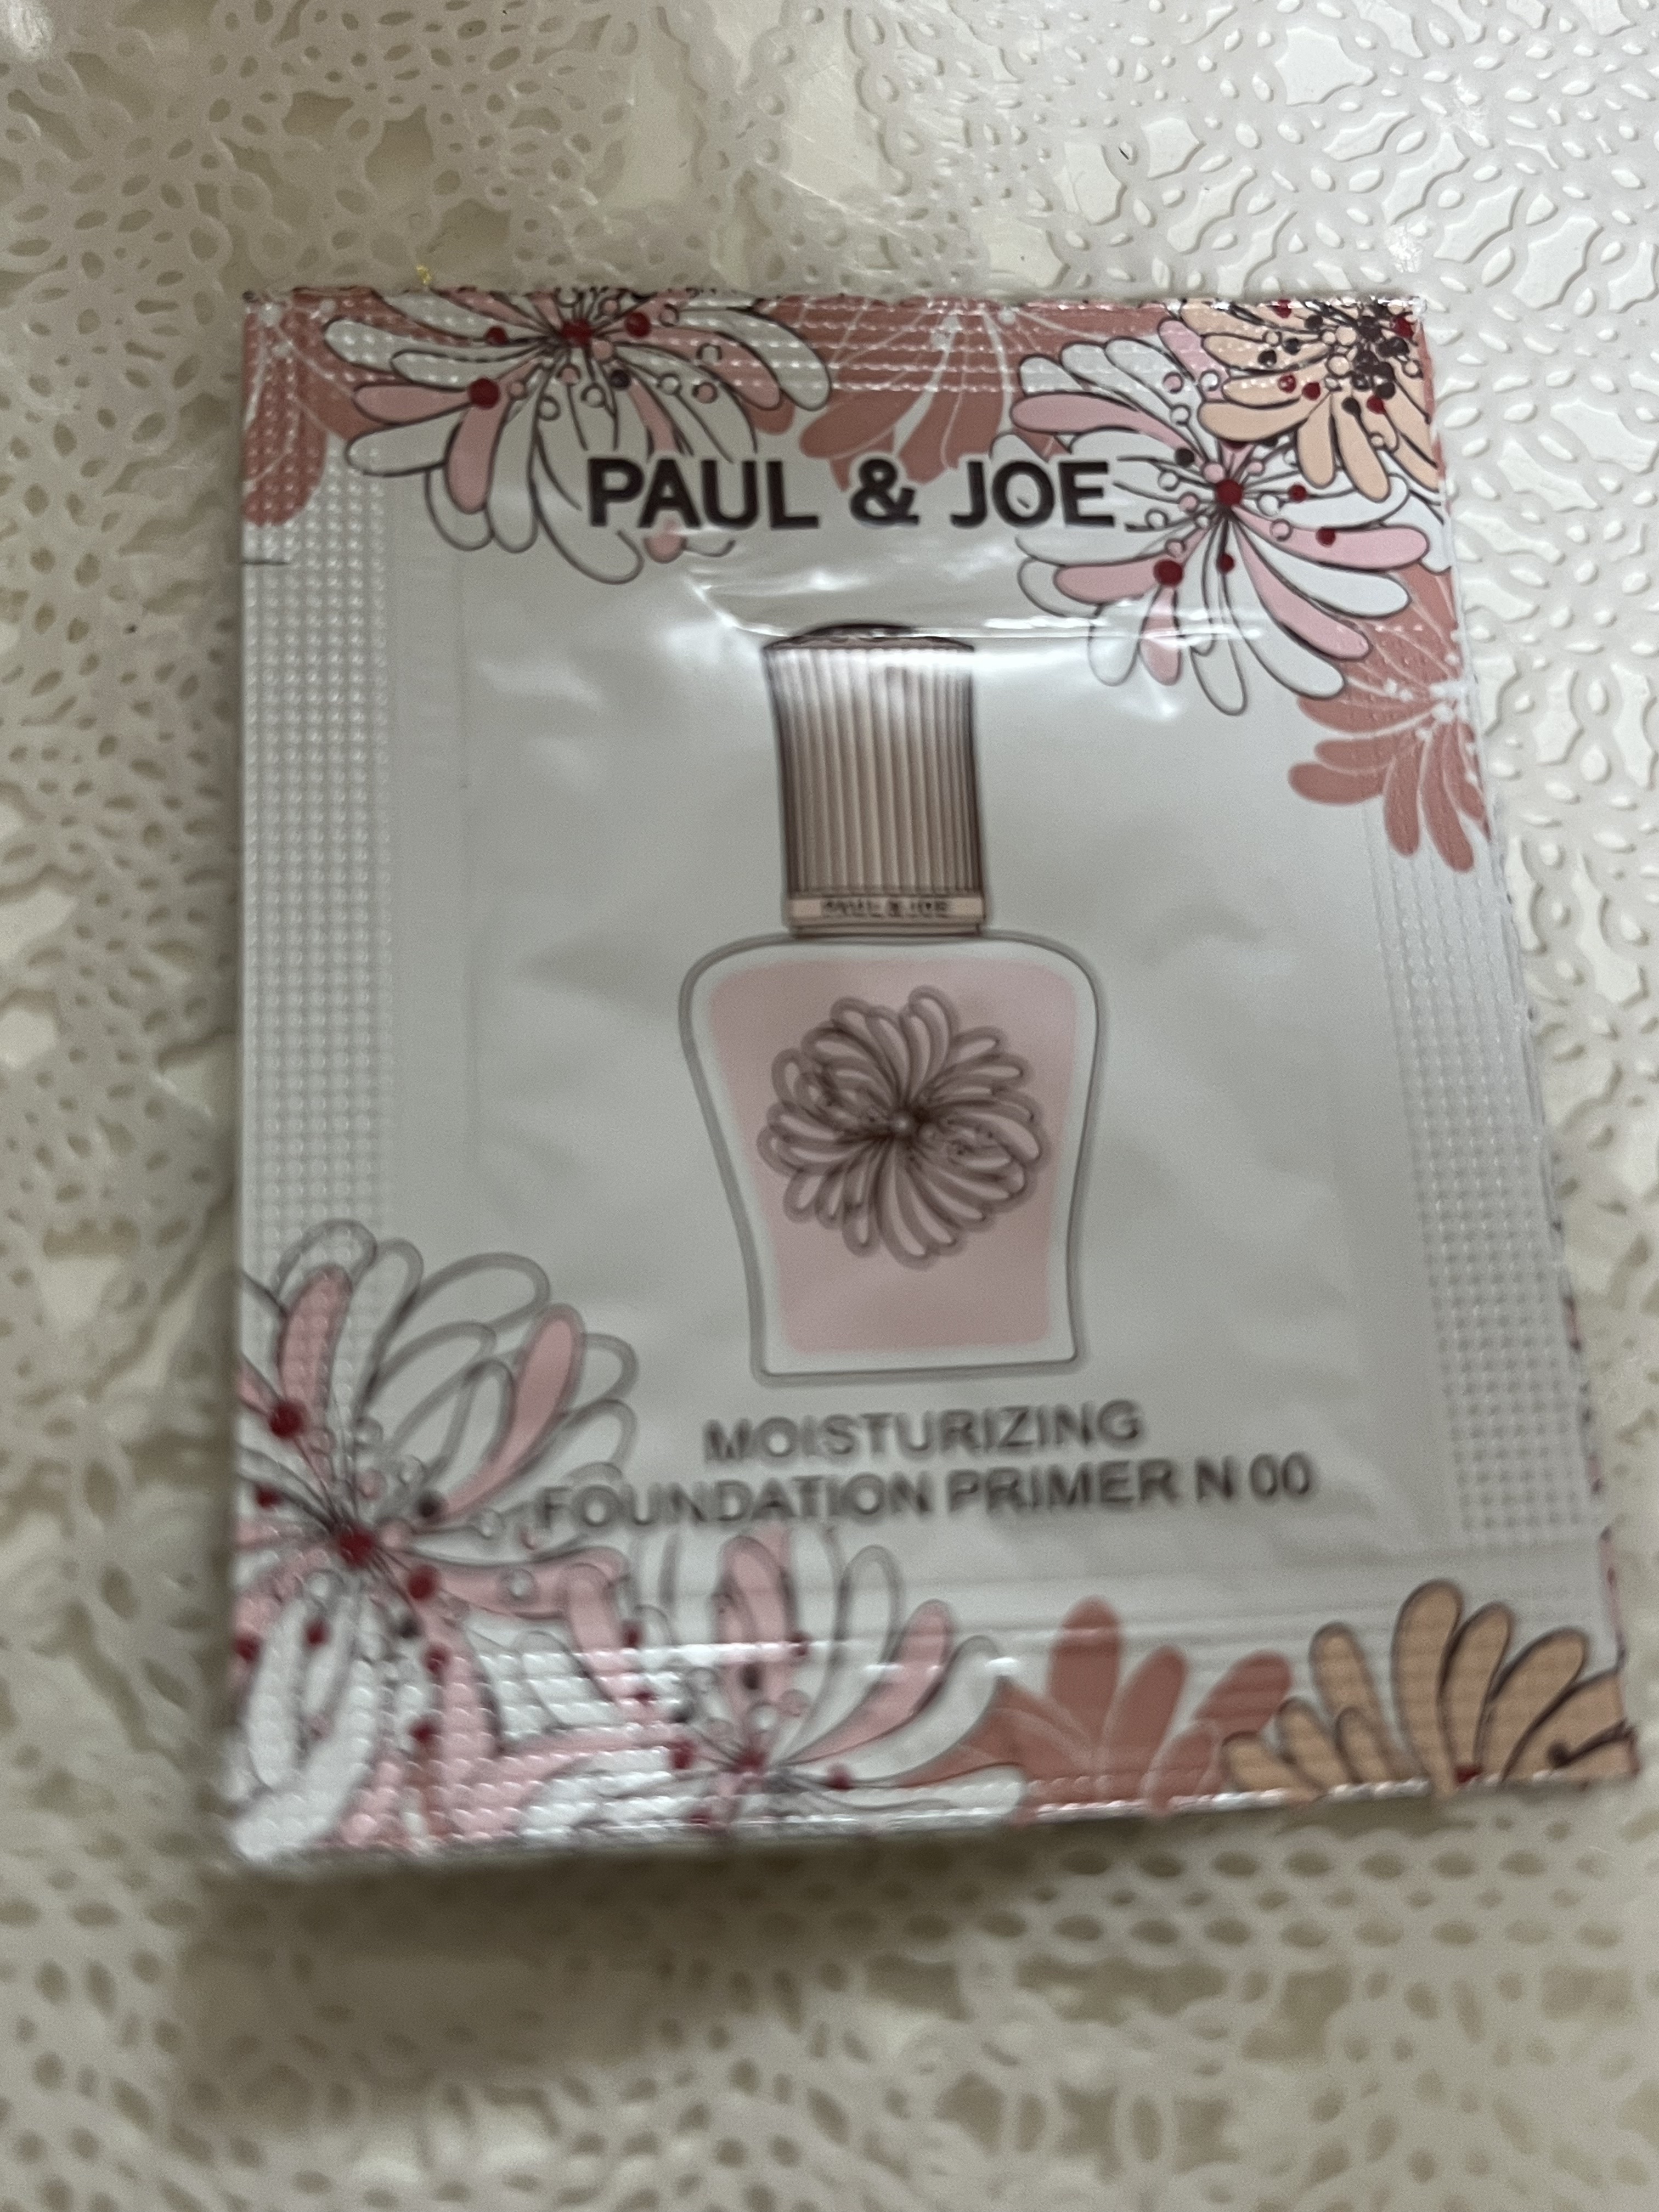 PAUL & JOE
PAUL & JOE
MOISTURIZING
FOUNDATION PRIMER N 00